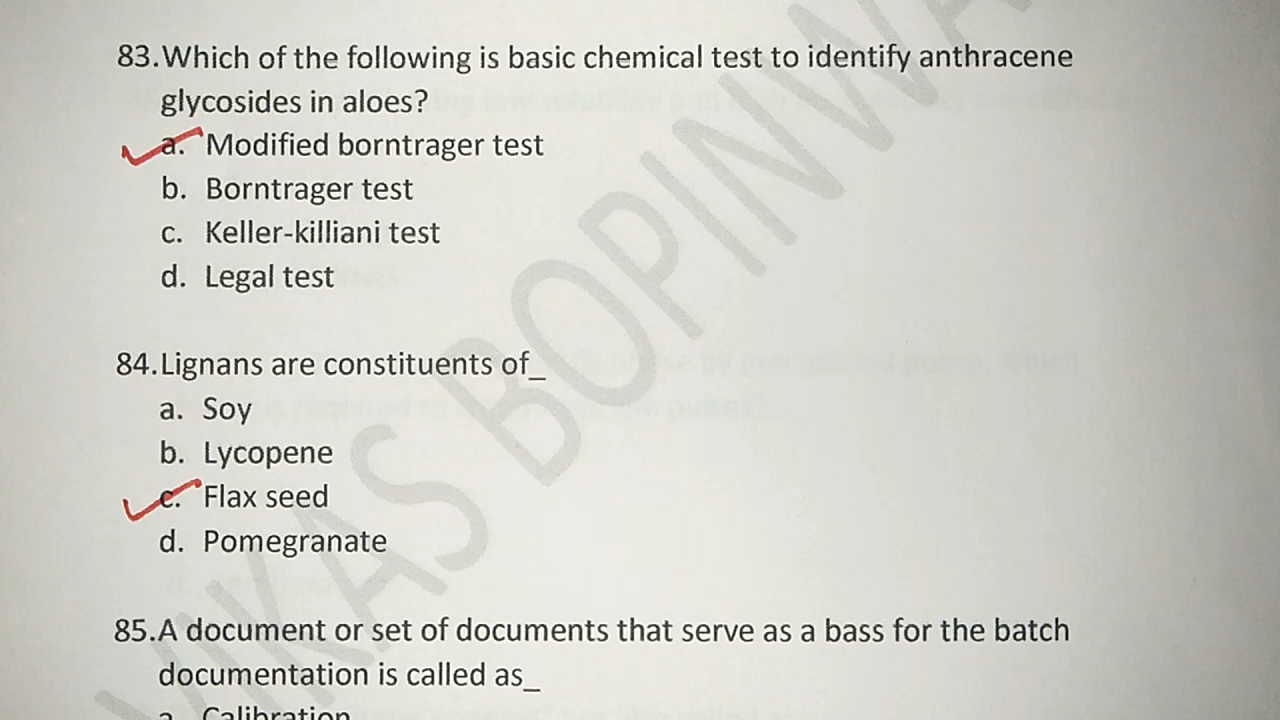 83.Which of the following is basic chemical test to identify anthracene
glycosides in aloes?
a. Modified borntrager test
b. Borntrager test
c. Keller-killiani test
d. Legal test
84.Lignans are constituents of_
a. Soy
b. Lycopene
c. Flax seed
d. Pomegranate
85.A document or set of documents that serve as a bass for the batch
documentation is called as_
a. Calibration
VIKAS BOPINWA